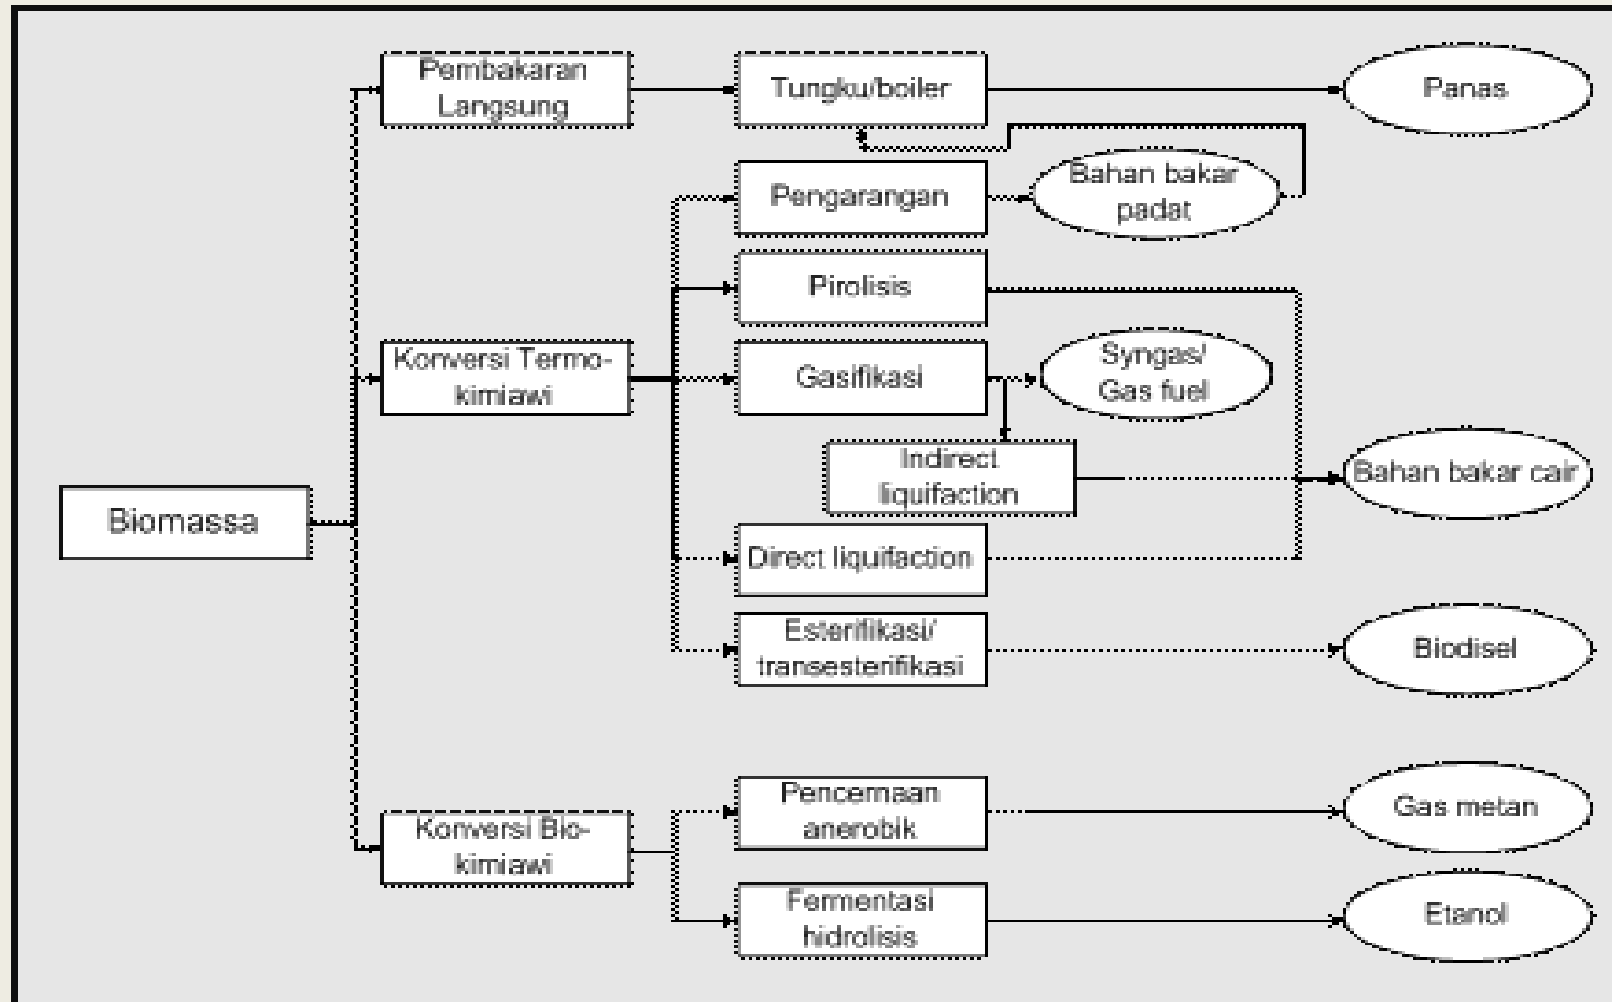 Pembakaran
Langsung
Tungku/boiler
Panas
Pengarangan
Bahan bakar
padat
Pirolisis
Konversi Termo-
kimiawi
Gasifikasi
Syngas/
Gas fuel
Indirect
liquifaction
Bahan bakar cair
Biomassa
Direct liquifaction
Esterifikasi/
transesterifikasi
Biodisel
Konversi Bio-
kimiawi
Pencernaan
anerobik
Gas metan
Fermentasi
hidrolisis
Etanol